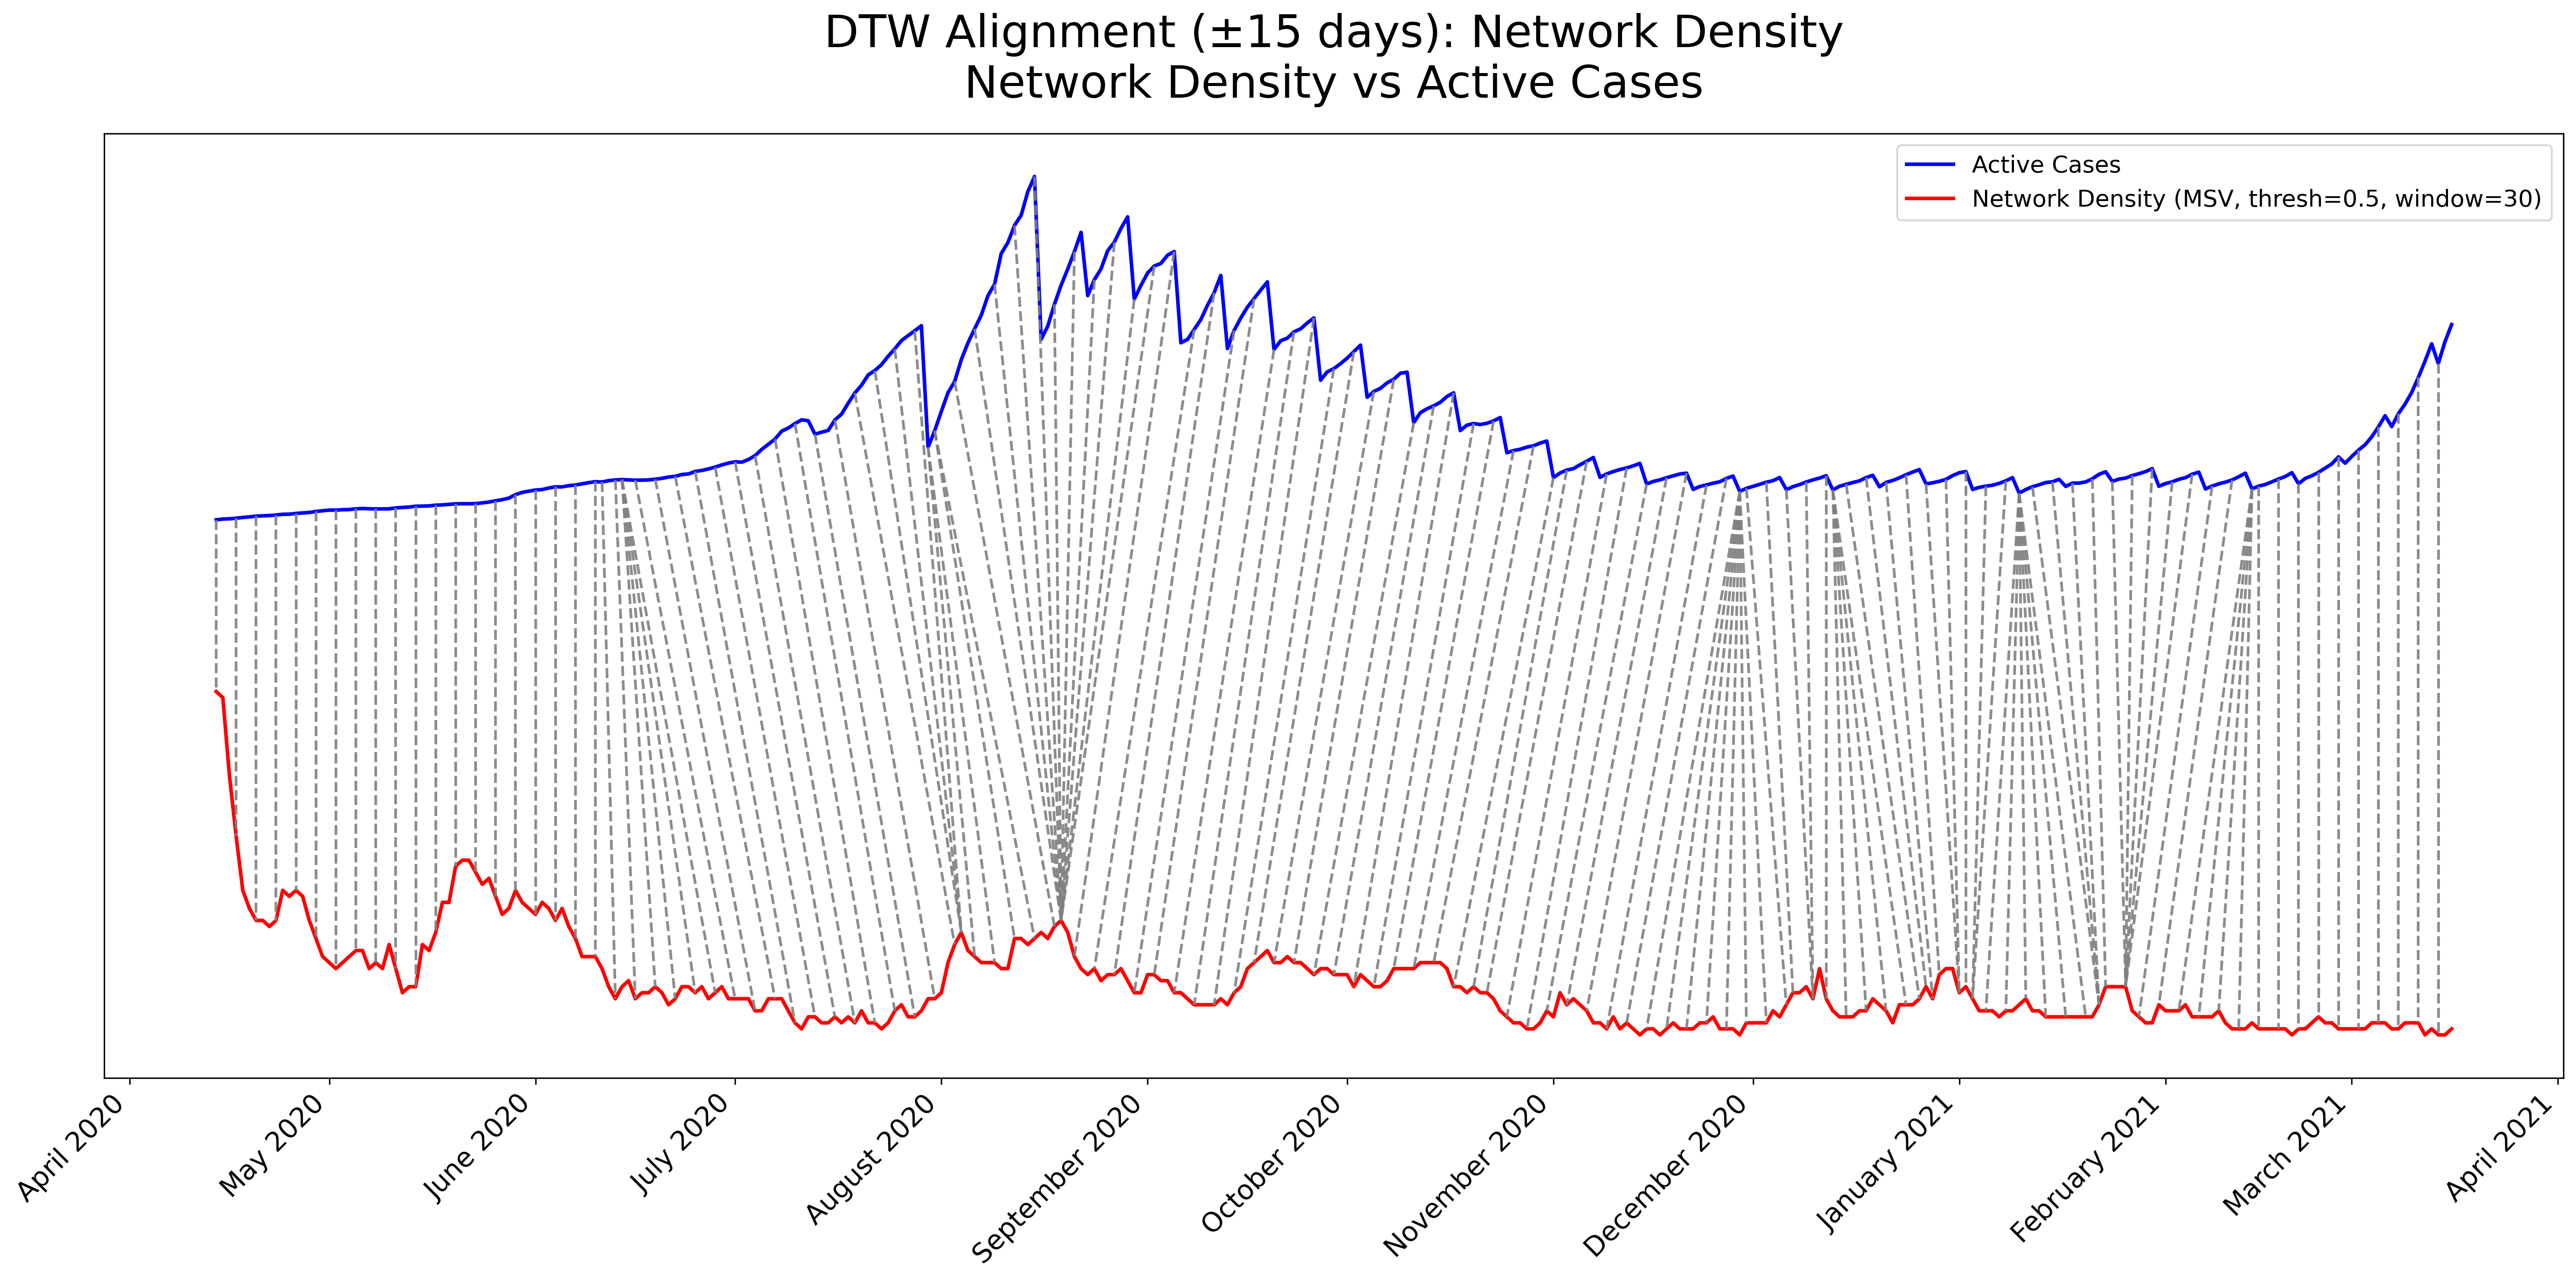 DTW Alignment (±15 days): Network Density
Network Density vs Active Cases
Active Cases
Network Density (MSV, thresh=0.5, window=30)
April 2020
May 2020
June 2020
July 2020
August 2020
September 2020
October 2020
November 2020
December 2020
January 2021
February 2021
March 2021
April 2021